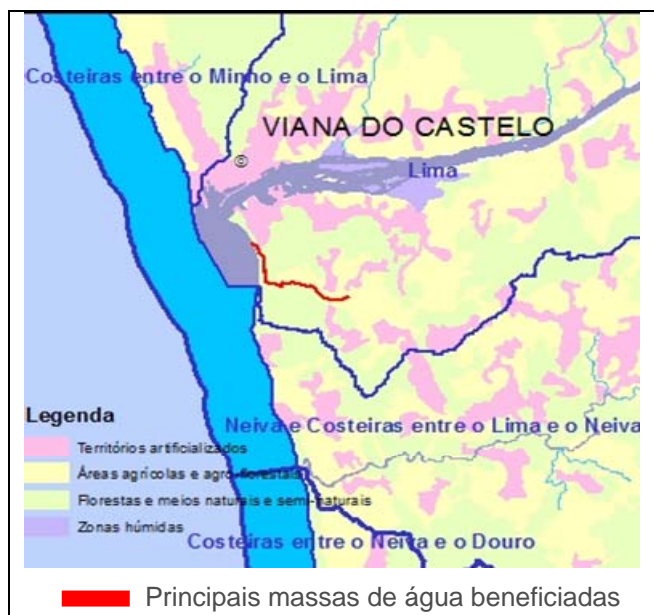 Costeiras entre o Minho e o Lima
VIANA DO CASTELO
Lima
Legenda
Neiva e Costeiras entre o Lima e o Neiva
Territórios artificializados
Áreas agrícolas e agro-florestais
Florestas e meios naturais e semi-naturais
Zonas húmidas
Costeiras entre o Neiva e o Douro
Principais massas de água beneficiadas